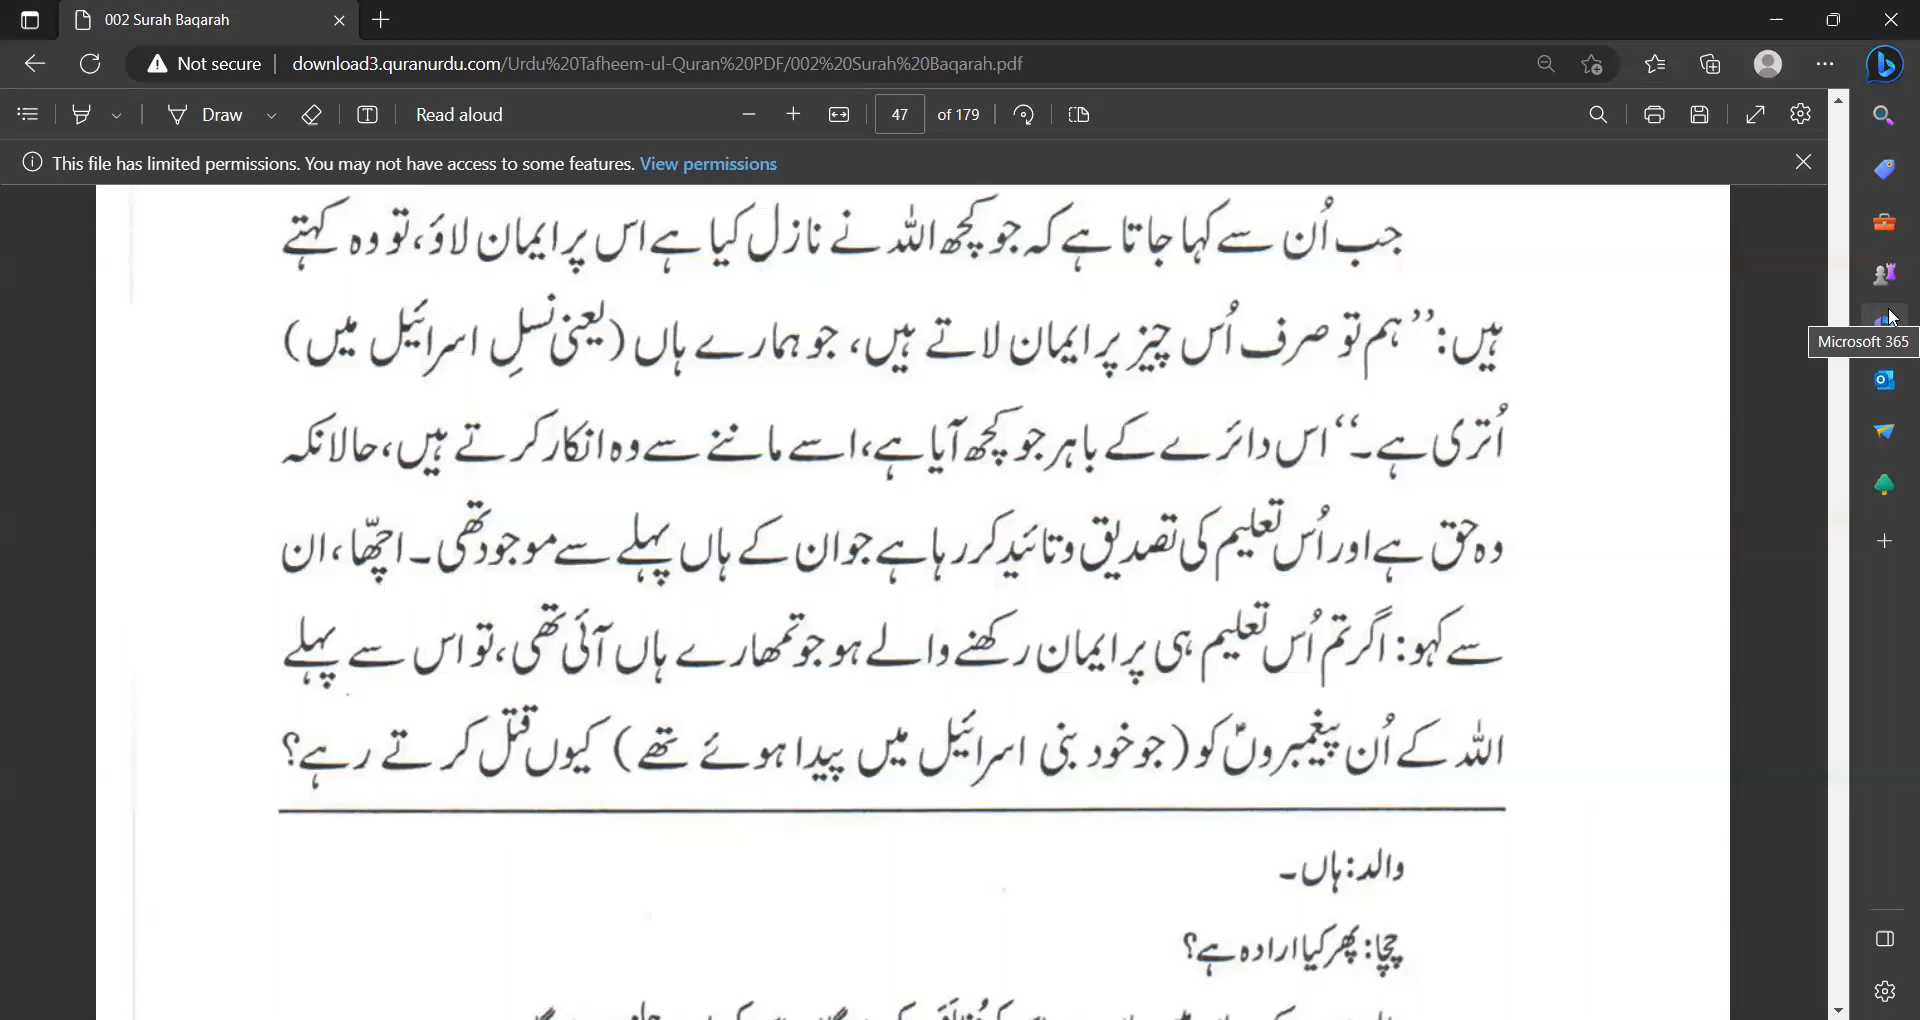 002 Surah Baqarah
Not secure
download3.quranurdu.com/Urdu%20Tafheem-ul-Quran%20PDF/002%20Surah%20Baqarah.pdf
Draw
Read aloud
47
of 179
This file has limited permissions. You may not have access to some features. View permissions
Microsoft 365
جب اُن سے کہا جاتا ہے کہ جو کچھ اللہ نے نازل کیا ہے اس پر ایمان لاؤ، تو وہ کہتے
ہیں: ’’ہم تو صرف اُس چیز پر ایمان لاتے ہیں، جو ہمارے ہاں (یعنی نسلِ اسرائیل میں)
اُتری ہے۔‘‘ اس دائرے کے باہر جو کچھ آیا ہے، اسے ماننے سے وہ انکار کرتے ہیں، حالانکہ
وہ حق ہے اور اُس تعلیم کی تصدیق و تائید کر رہا ہے جو ان کے ہاں پہلے سے موجود تھی۔ اچھّا، ان
سے کہو: اگر تم اُس تعلیم ہی پر ایمان رکھنے والے ہو جو تمھارے ہاں آئی تھی، تو اس سے پہلے
اللہ کے اُن پیغمبروںؑ کو (جو خود بنی اسرائیل میں پیدا ہوئے تھے) کیوں قتل کرتے رہے؟
والد: ہاں۔
چچا: پھر کیا ارادہ ہے؟